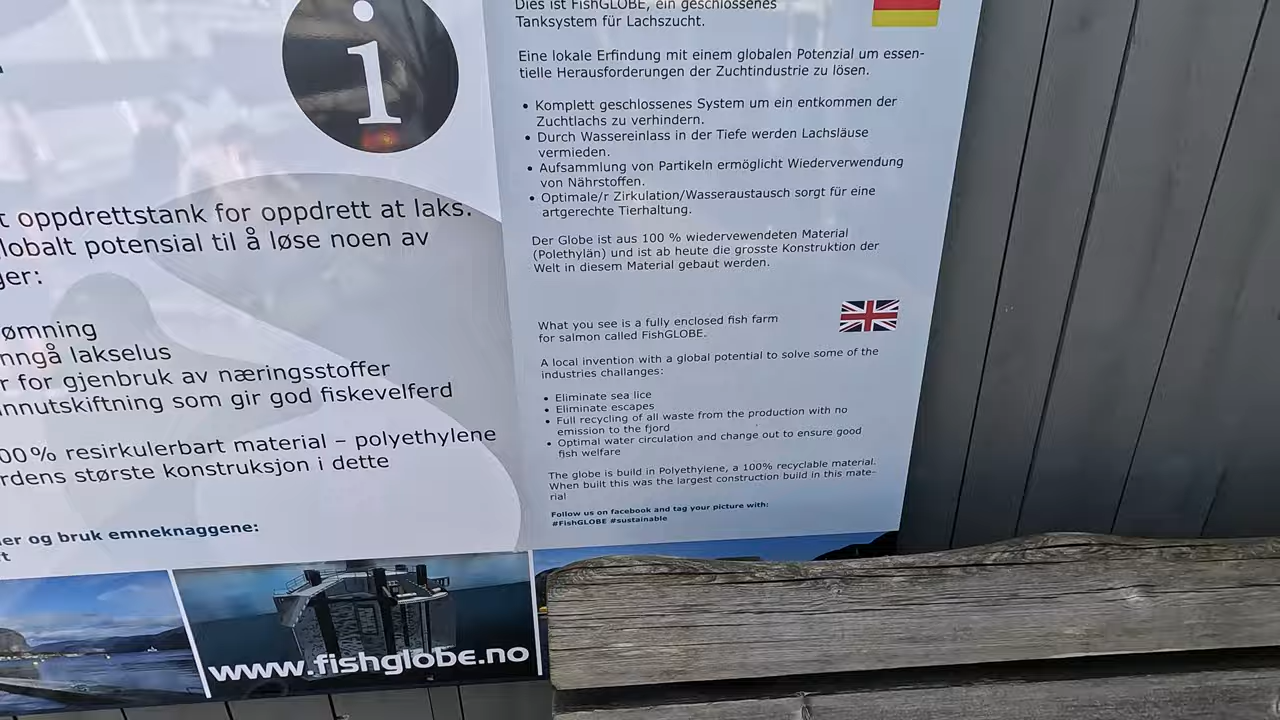 i
t oppdrettstank for oppdrett at laks.
lobalt potensial til å løse noen av
ger:
ømning
nngå lakselus
r for gjenbruk av næringsstoffer
nnutskiftning som gir god fiskevelferd
00% resirkulerbart material – polyethylene
rdens største konstruksjon i dette
er og bruk emneknaggene:
ft
www.fishglobe.no
Dies ist FishGLOBE, ein geschlossenes
Tanksystem für Lachszucht.
Eine lokale Erfindung mit einem globalen Potenzial um essen-
tielle Herausforderungen der Zuchtindustrie zu lösen.
• Komplett geschlossenes System um ein entkommen der
Zuchtlachs zu verhindern.
• Durch Wassereinlass in der Tiefe werden Lachsläuse
vermieden.
• Aufsammlung von Partikeln ermöglicht Wiederverwendung
von Nährstoffen.
• Optimale/r Zirkulation/Wasseraustausch sorgt für eine
artgerechte Tierhaltung.
Der Globe ist aus 100 % wiedervewendeten Material
(Polethylän) und ist ab heute die grosste Konstruktion der
Welt in diesem Material gebaut werden.
What you see is a fully enclosed fish farm
for salmon called FishGLOBE.
A local invention with a global potential to solve some of the
industries challanges:
• Eliminate sea lice
• Eliminate escapes
• Full recycling of all waste from the production with no
emission to the fjord
• Optimal water circulation and change out to ensure good
fish welfare
The globe is build in Polyethylene, a 100% recyclable material.
When built this was the largest construction build in this mate-
rial
Follow us on facebook and tag your picture with:
#FishGLOBE #sustainable